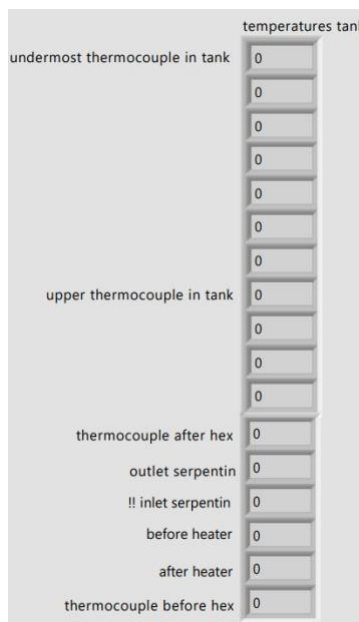 temperatures tank
undermost thermocouple in tank 0
0
0
0
0
0
0
upper thermocouple in tank 0
0
0
0
thermocouple after hex 0
outlet serpentin 0
!! inlet serpentin 0
before heater 0
after heater 0
thermocouple before hex 0